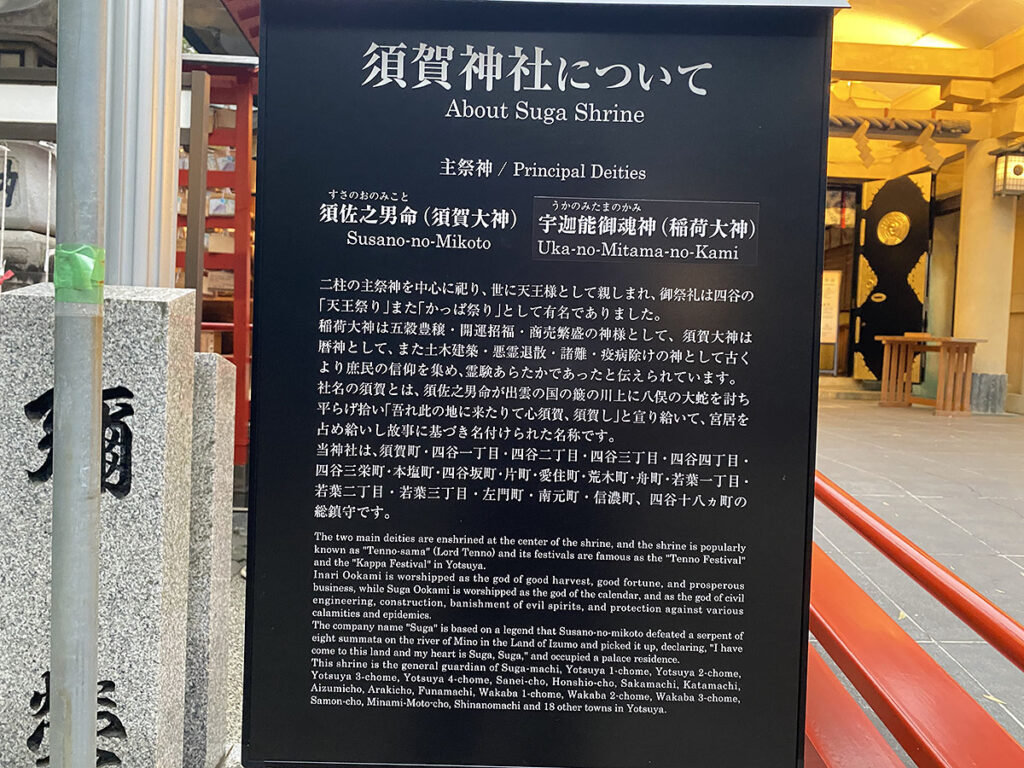 須賀神社について
About Suga Shrine
主祭神 / Principal Deities
すさのおのみこと
須佐之男命(須賀大神)
Susano-no-Mikoto
うかのみたまのかみ
宇迦能御魂神(稲荷大神)
Uka-no-Mitama-no-Kami
二柱の主祭神を中心に祀り、世に天王様として親しまれ、御祭礼は四谷の
「天王祭り」また「かっぱ祭り」として有名でありました。
稲荷大神は五穀豊穣・開運招福・商売繁盛の神様として、須賀大神は
暦神として、また土木建築・悪霊退散・諸難・疫病除けの神として古く
より庶民の信仰を集め、霊験あらたかであったと伝えられています。
社名の須賀とは、須佐之男命が出雲の国の簸の川上に八俣の大蛇を討ち
平らげ拾い「吾れ此の地に来たりて心須賀、須賀し」と宣り給いて、宮居を
占め給いし故事に基づき名付けられた名称です。
当神社は、須賀町・四谷一丁目・四谷二丁目・四谷三丁目・四谷四丁目・
四谷三栄町・本塩町・四谷坂町・片町・愛住町・荒木町・舟町・若葉一丁目・
若葉二丁目・若葉三丁目・左門町・南元町・信濃町、四谷十八ヵ町の
総鎮守です。
The two main deities are enshrined at the center of the shrine, and the shrine is popularly
known as "Tenno-sama" (Lord Tenno) and its festivals are famous as the "Tenno Festival"
and the "Kappa Festival" in Yotsuya.
Inari Ookami is worshipped as the god of good harvest, good fortune, and prosperous
business, while Suga Ookami is worshipped as the god of the calendar, and as the god of civil
engineering, construction, banishment of evil spirits, and protection against various
calamities and epidemics.
The company name "Suga" is based on a legend that Susano-no-mikoto defeated a serpent of
eight summata on the river of Mino in the Land of Izumo and picked it up, declaring, "I have
come to this land and my heart is Suga, Suga," and occupied a palace residence.
This shrine is the general guardian of Suga-machi, Yotsuya 1-chome, Yotsuya 2-chome,
Yotsuya 3-chome, Yotsuya 4-chome, Sanei-cho, Honshio-cho, Sakamachi, Katamachi,
Aizumicho, Arakicho, Funamachi, Wakaba 1-chome, Wakaba 2-chome, Wakaba 3-chome,
Samon-cho, Minami-Moto-cho, Shinanomachi and 18 other towns in Yotsuya.
彌